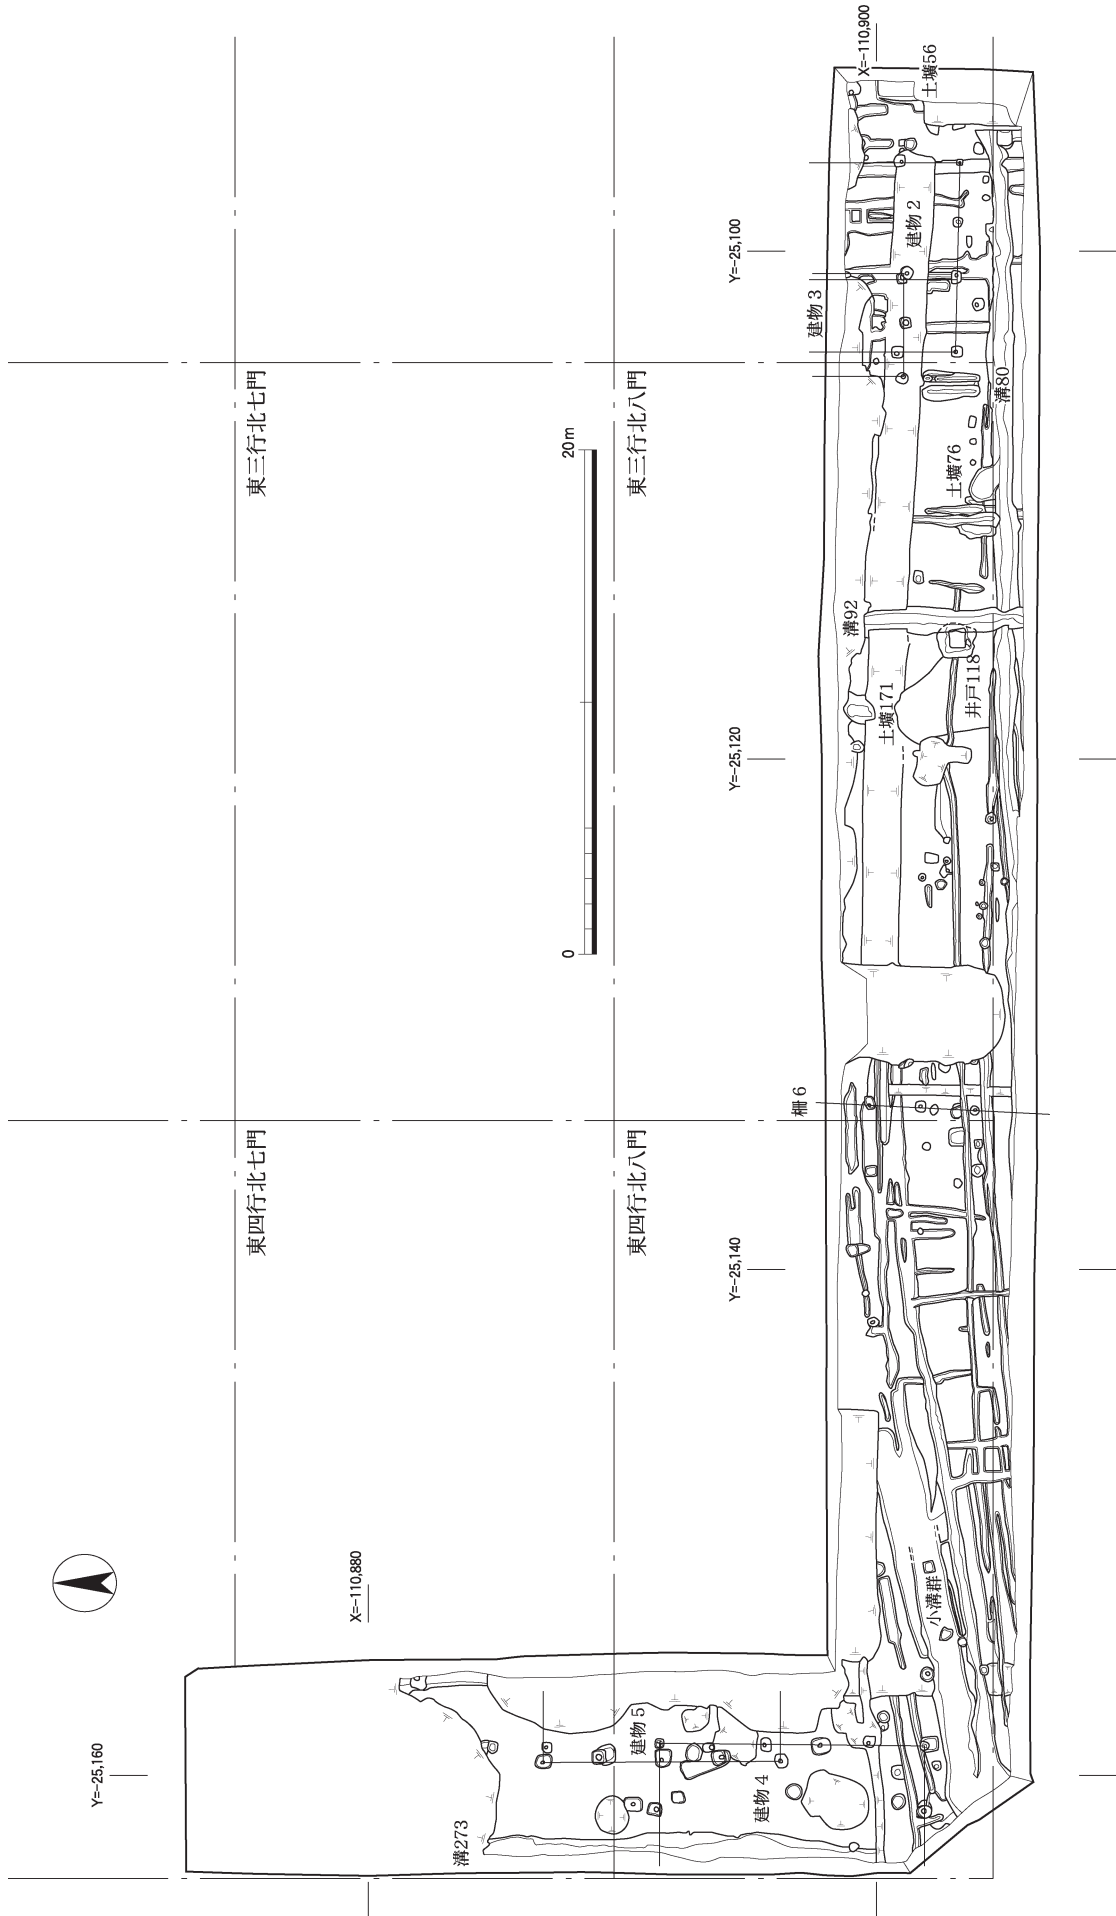 X=-110,900
土壙56
建物2
Y=-25,100
建物3
溝80
東三行北七門
東三行北八門
20m
土壙76
溝92
井戸118
土壙171
Y=-25,120
0
柵6
東四行北七門
東四行北八門
Y=-25,140
小溝群
X=-110,880
建物5
Y=-25,160
建物4
溝273